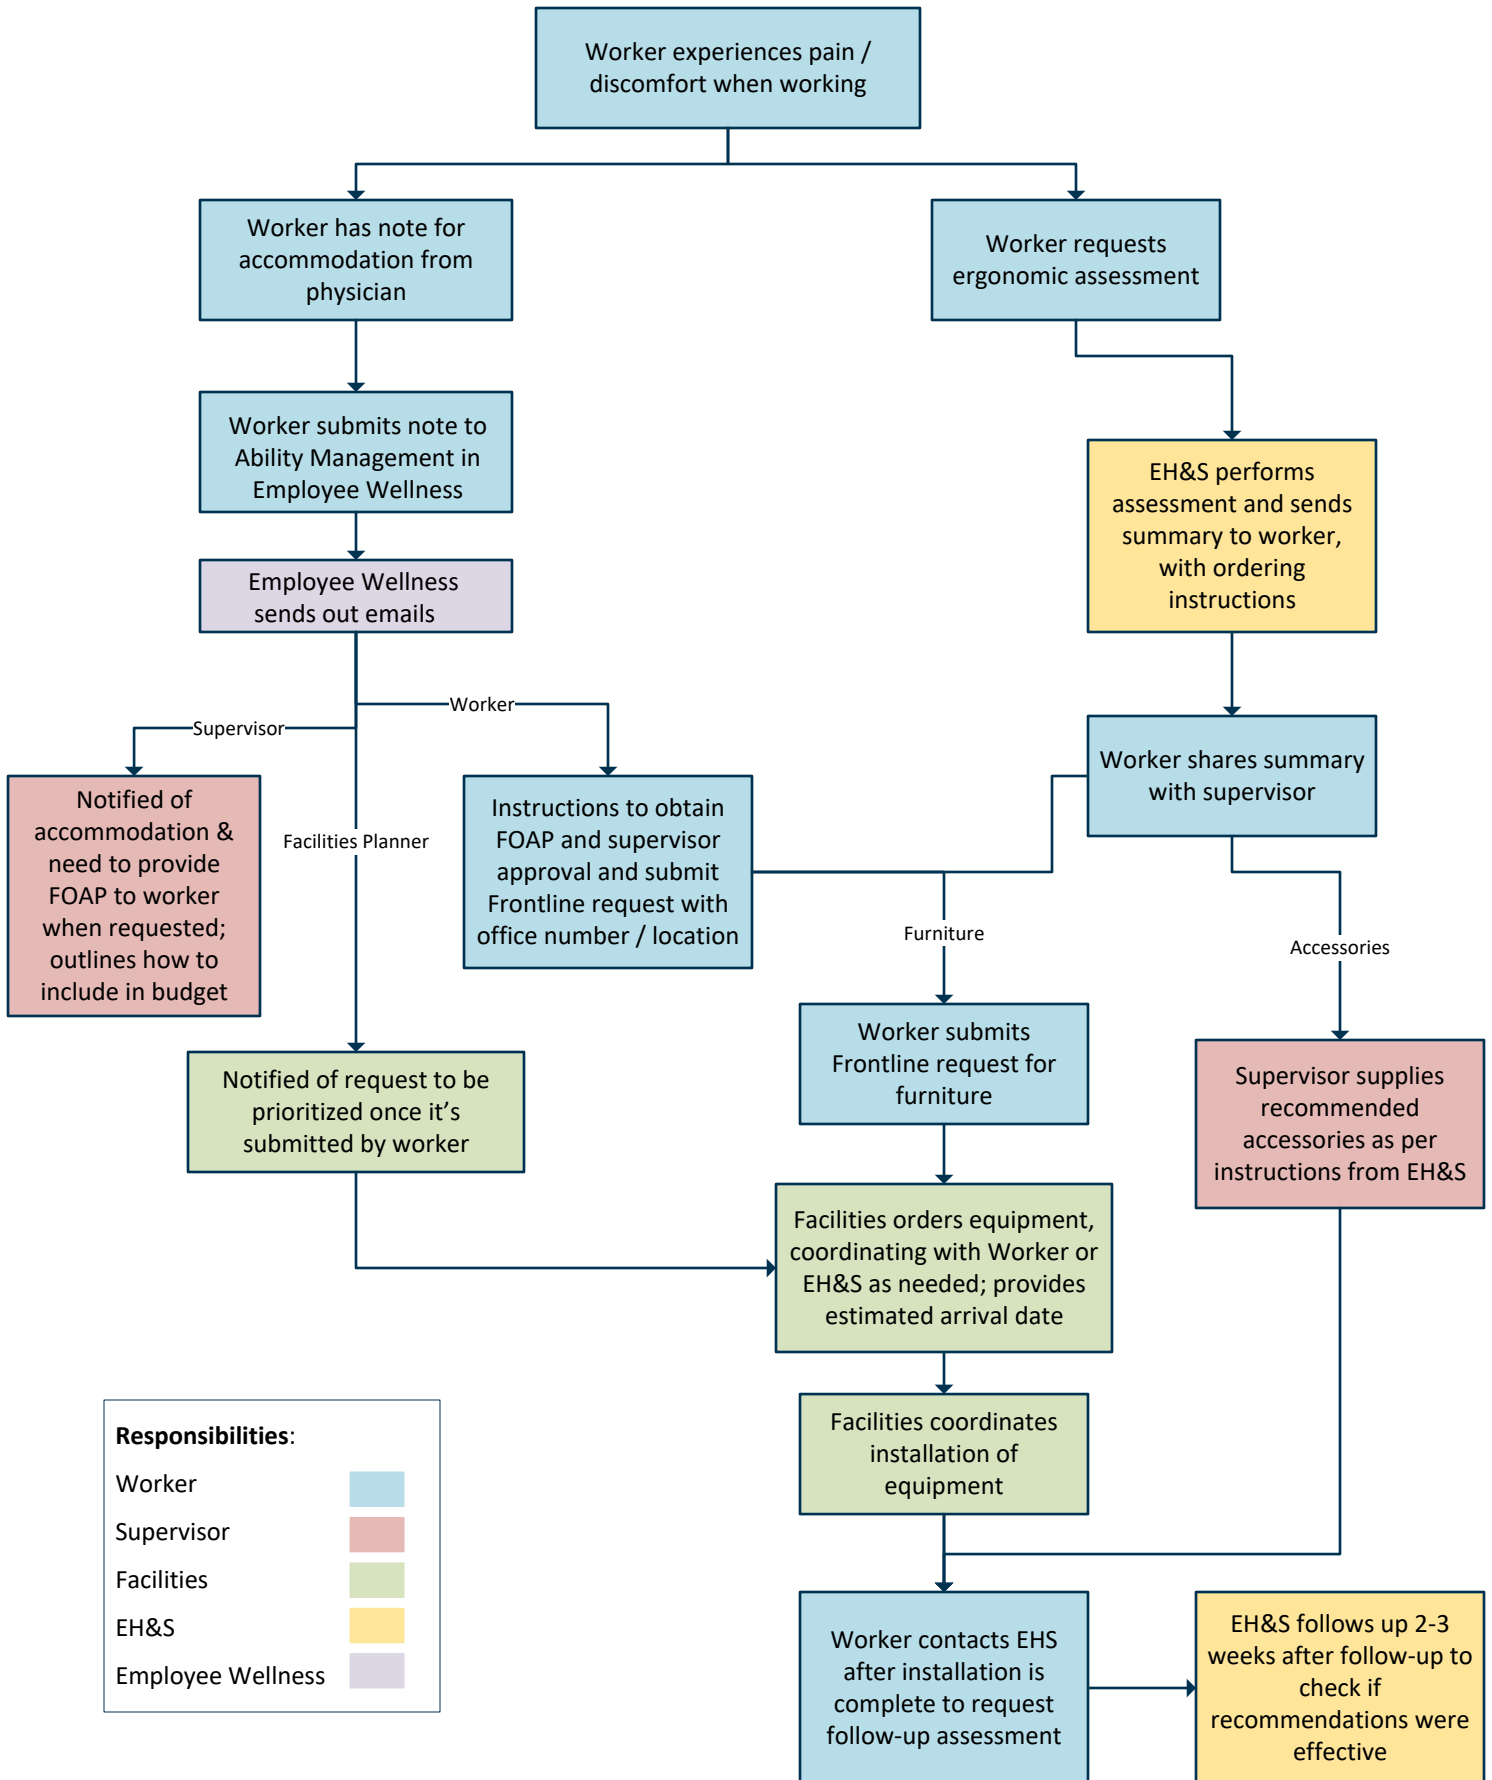 Worker experiences pain /
discomfort when working
Worker has note for
accommodation from
physician
Worker requests
ergonomic assessment
Worker submits note to
Ability Management in
Employee Wellness
EH&S performs
assessment and sends
summary to worker,
with ordering
instructions
Employee Wellness
sends out emails
Worker
Supervisor
Facilities Planner
Notified of
accommodation &
need to provide
FOAP to worker
when requested;
outlines how to
include in budget
Instructions to obtain
FOAP and supervisor
approval and submit
Frontline request with
office number / location
Worker shares summary
with supervisor
Furniture
Accessories
Notified of request to be
prioritized once it’s
submitted by worker
Worker submits
Frontline request for
furniture
Supervisor supplies
recommended
accessories as per
instructions from EH&S
Facilities orders equipment,
coordinating with Worker or
EH&S as needed; provides
estimated arrival date
Facilities coordinates
installation of
equipment
Responsibilities:
Worker
Supervisor
Facilities
EH&S
Employee Wellness
Worker contacts EHS
after installation is
complete to request
follow-up assessment
EH&S follows up 2-3
weeks after follow-up to
check if
recommendations were
effective